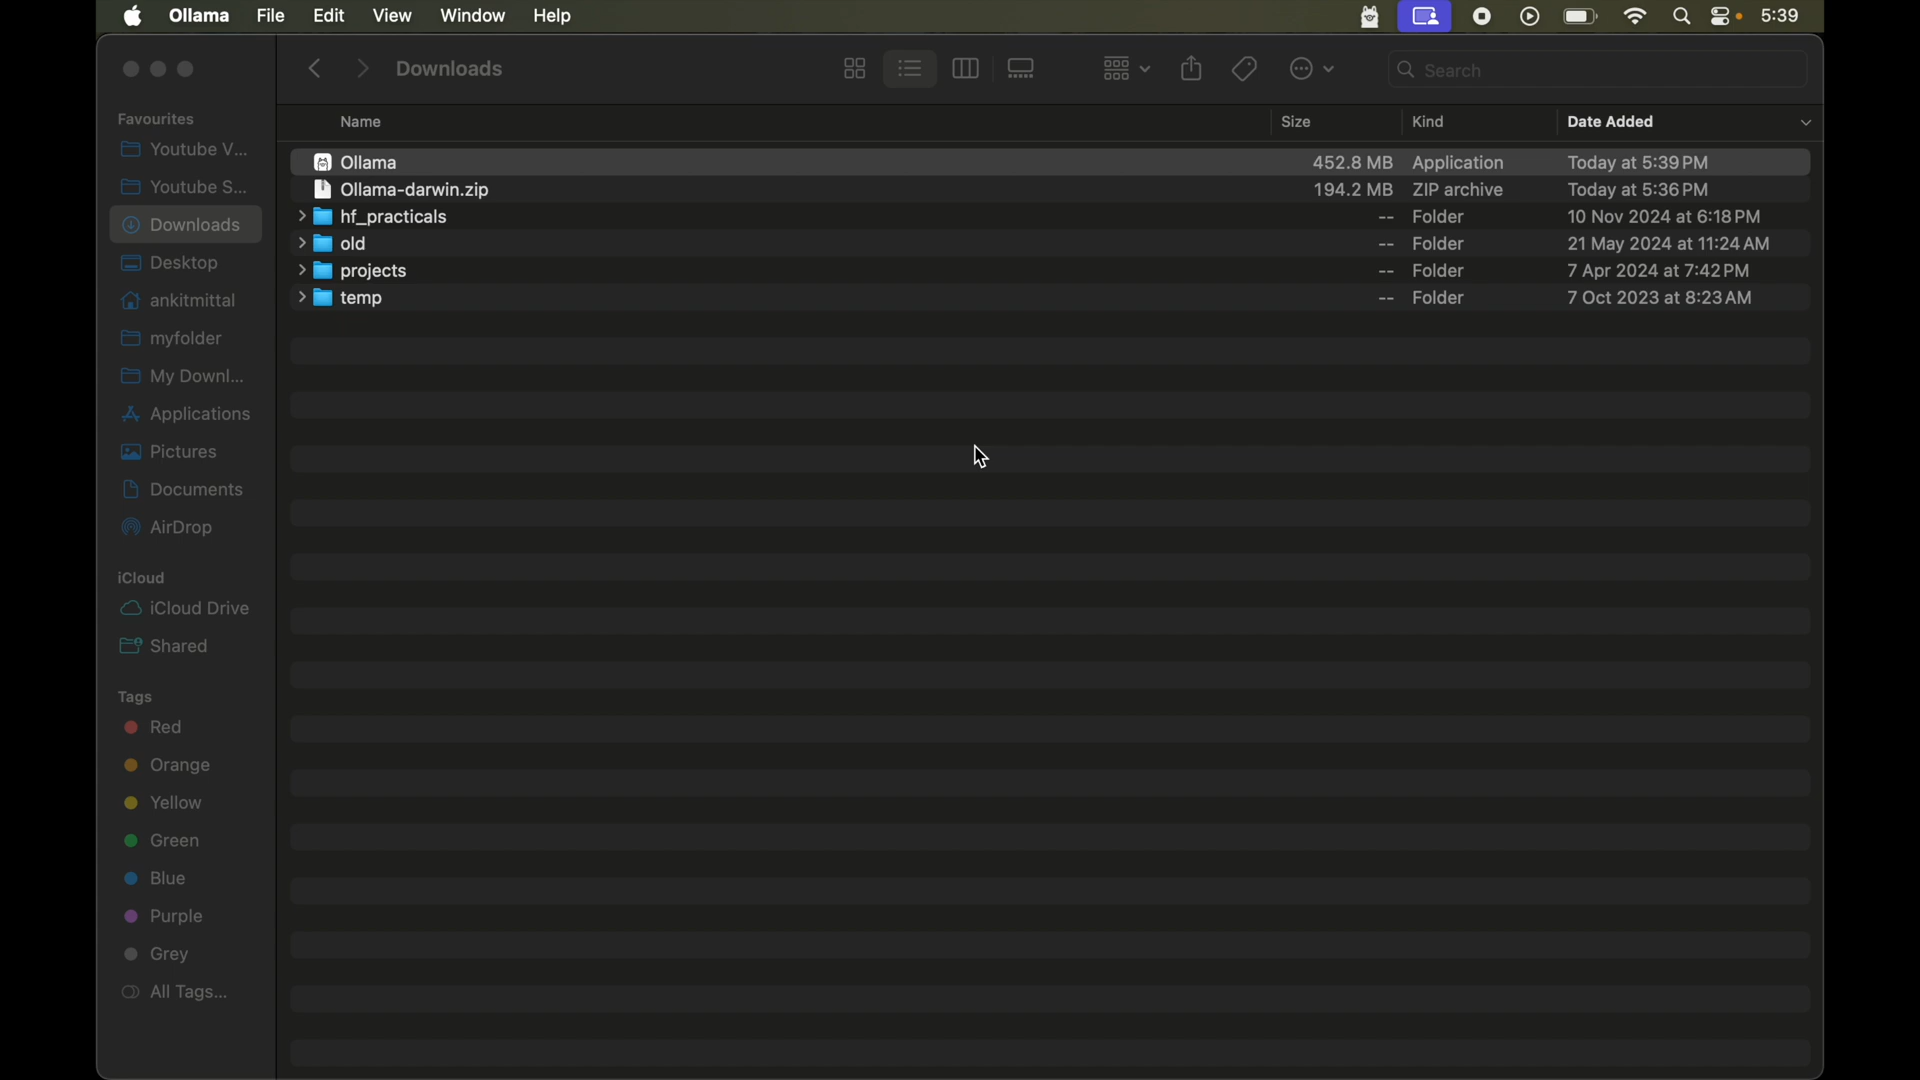 Ollama File Edit View Window Help 5:39
Downloads Search
Favourites
Youtube V...
Youtube S...
Downloads
Desktop
ankitmittal
myfolder
My Downl...
Applications
Pictures
Documents
AirDrop
iCloud
iCloud Drive
Shared
Tags
Red
Orange
Yellow
Green
Blue
Purple
Grey
All Tags...
Name Size Kind Date Added
Ollama 452.8 MB Application Today at 5:39 PM
Ollama-darwin.zip 194.2 MB ZIP archive Today at 5:36 PM
hf_practicals -- Folder 10 Nov 2024 at 6:18 PM
old -- Folder 21 May 2024 at 11:24 AM
projects -- Folder 7 Apr 2024 at 7:42 PM
temp -- Folder 7 Oct 2023 at 8:23 AM